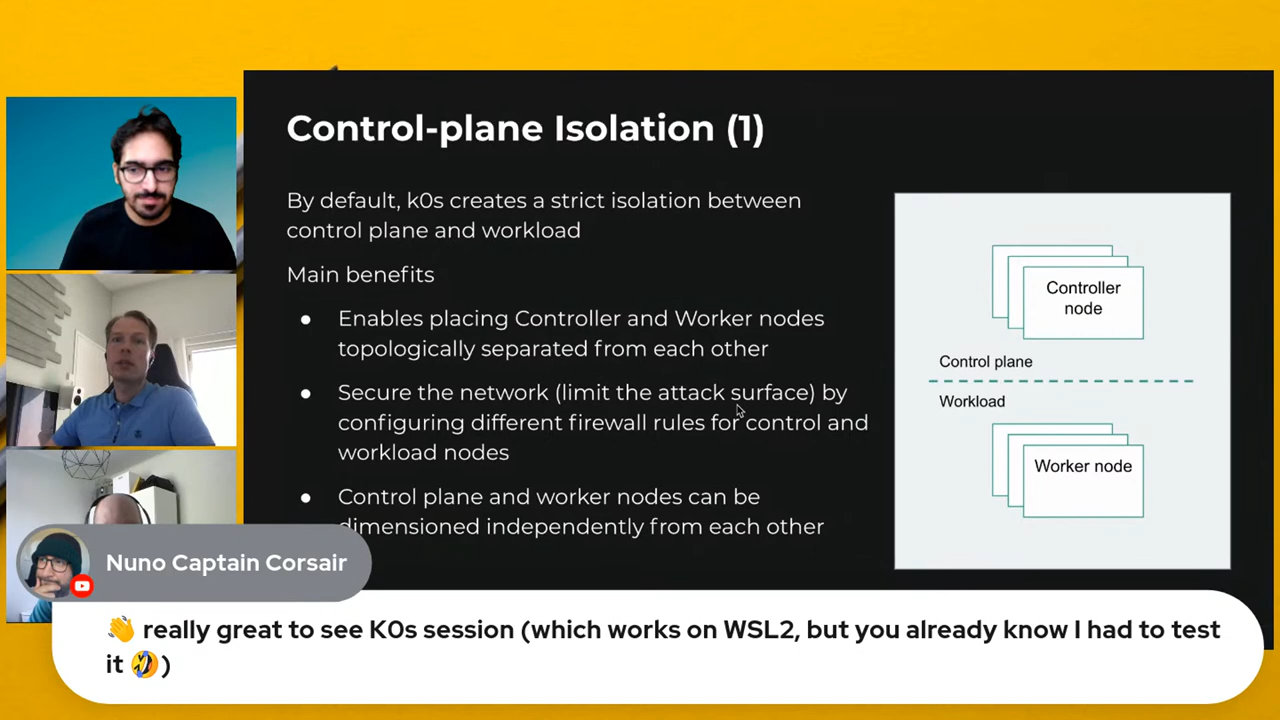 Control-plane Isolation (1)
By default, k0s creates a strict isolation between
control plane and workload
Main benefits
● Enables placing Controller and Worker nodes
topologically separated from each other
● Secure the network (limit the attack surface) by
configuring different firewall rules for control and
workload nodes
● Control plane and worker nodes can be
dimensioned independently from each other
Controller
node
Control plane
Workload
Worker node
Nuno Captain Corsair
👋 really great to see K0s session (which works on WSL2, but you already know I had to test
it 🤣)